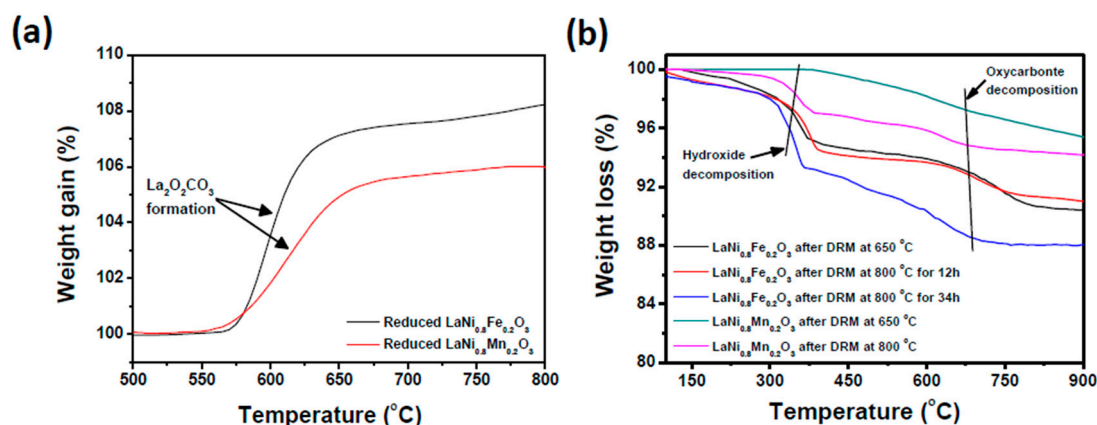 (a)
110
108
106
104
102
100
Weight gain (%)
La₂O₂CO₃
formation
Reduced LaNi₀.₈Fe₀.₂O₃
Reduced LaNi₀.₈Mn₀.₂O₃
500 550 600 650 700 750 800
Temperature (°C)
(b)
100
96
92
88
84
80
Weight loss (%)
Oxycarbonte
decomposition
Hydroxide
decomposition
LaNi₀.₈Fe₀.₂O₃ after DRM at 650 °C
LaNi₀.₈Fe₀.₂O₃ after DRM at 800 °C for 12h
LaNi₀.₈Fe₀.₂O₃ after DRM at 800 °C for 34h
LaNi₀.₈Mn₀.₂O₃ after DRM at 650 °C
LaNi₀.₈Mn₀.₂O₃ after DRM at 800 °C
150 300 450 600 750 900
Temperature (°C)